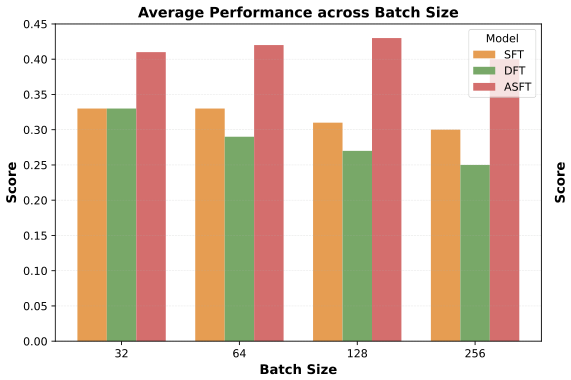 Average Performance across Batch Size
Score
0.45
0.40
0.35
0.30
0.25
0.20
0.15
0.10
0.05
0.00
32
64
128
256
Batch Size
Model
SFT
DFT
ASFT
Score